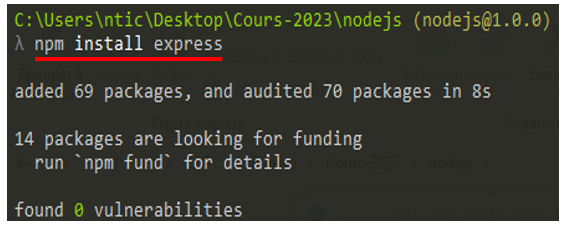 C:\Users\ntic\Desktop\Cours-2023\nodejs (nodejs@1.0.0)
λ npm install express
added 69 packages, and audited 70 packages in 8s
14 packages are looking for funding
run `npm fund` for details
found 0 vulnerabilities